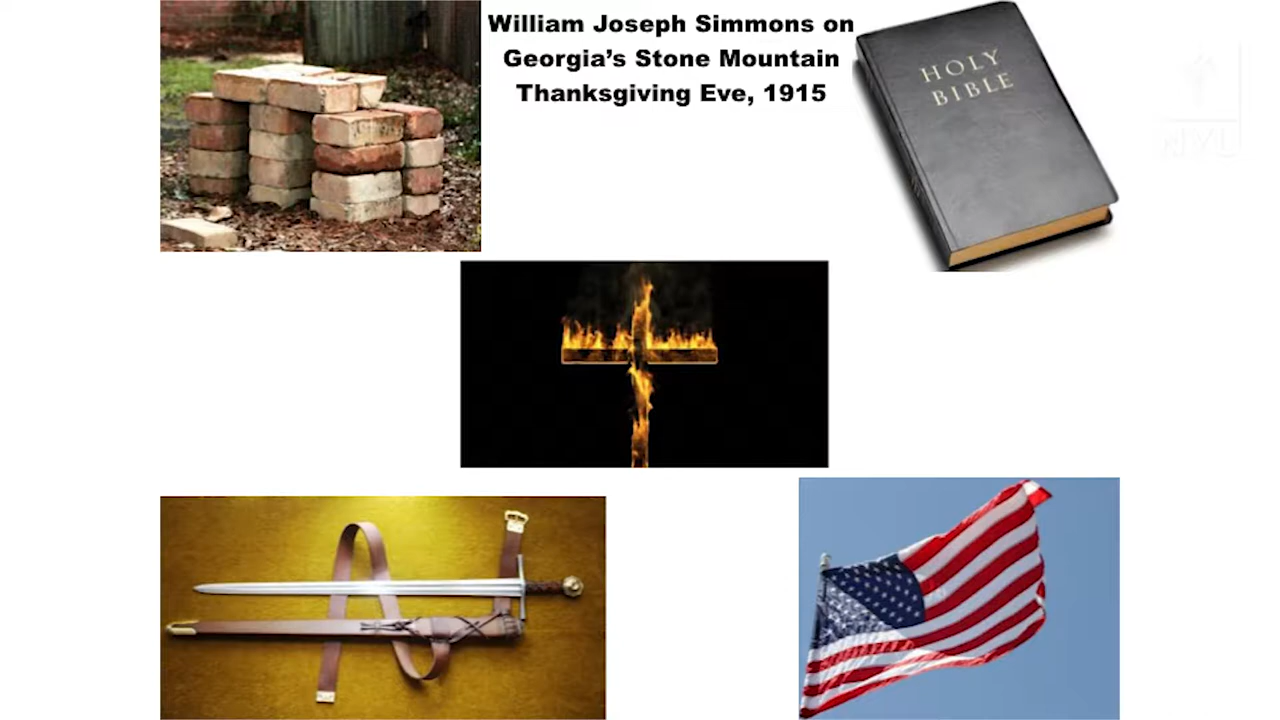 William Joseph Simmons on
Georgia’s Stone Mountain
Thanksgiving Eve, 1915
HOLY
BIBLE